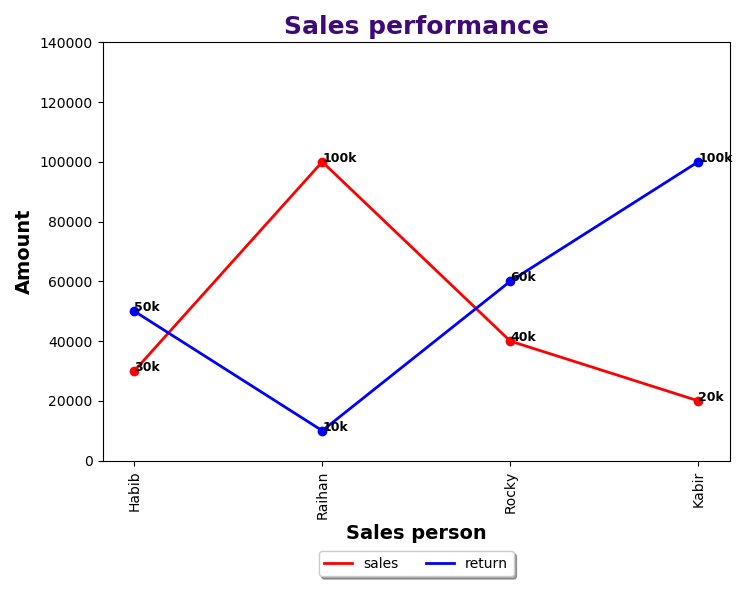 Sales performance
140000
120000
100000
80000
60000
40000
20000
0
Amount
100k
100k
60k
50k
40k
30k
20k
10k
Habib
Raihan
Rocky
Kabir
Sales person
sales
return